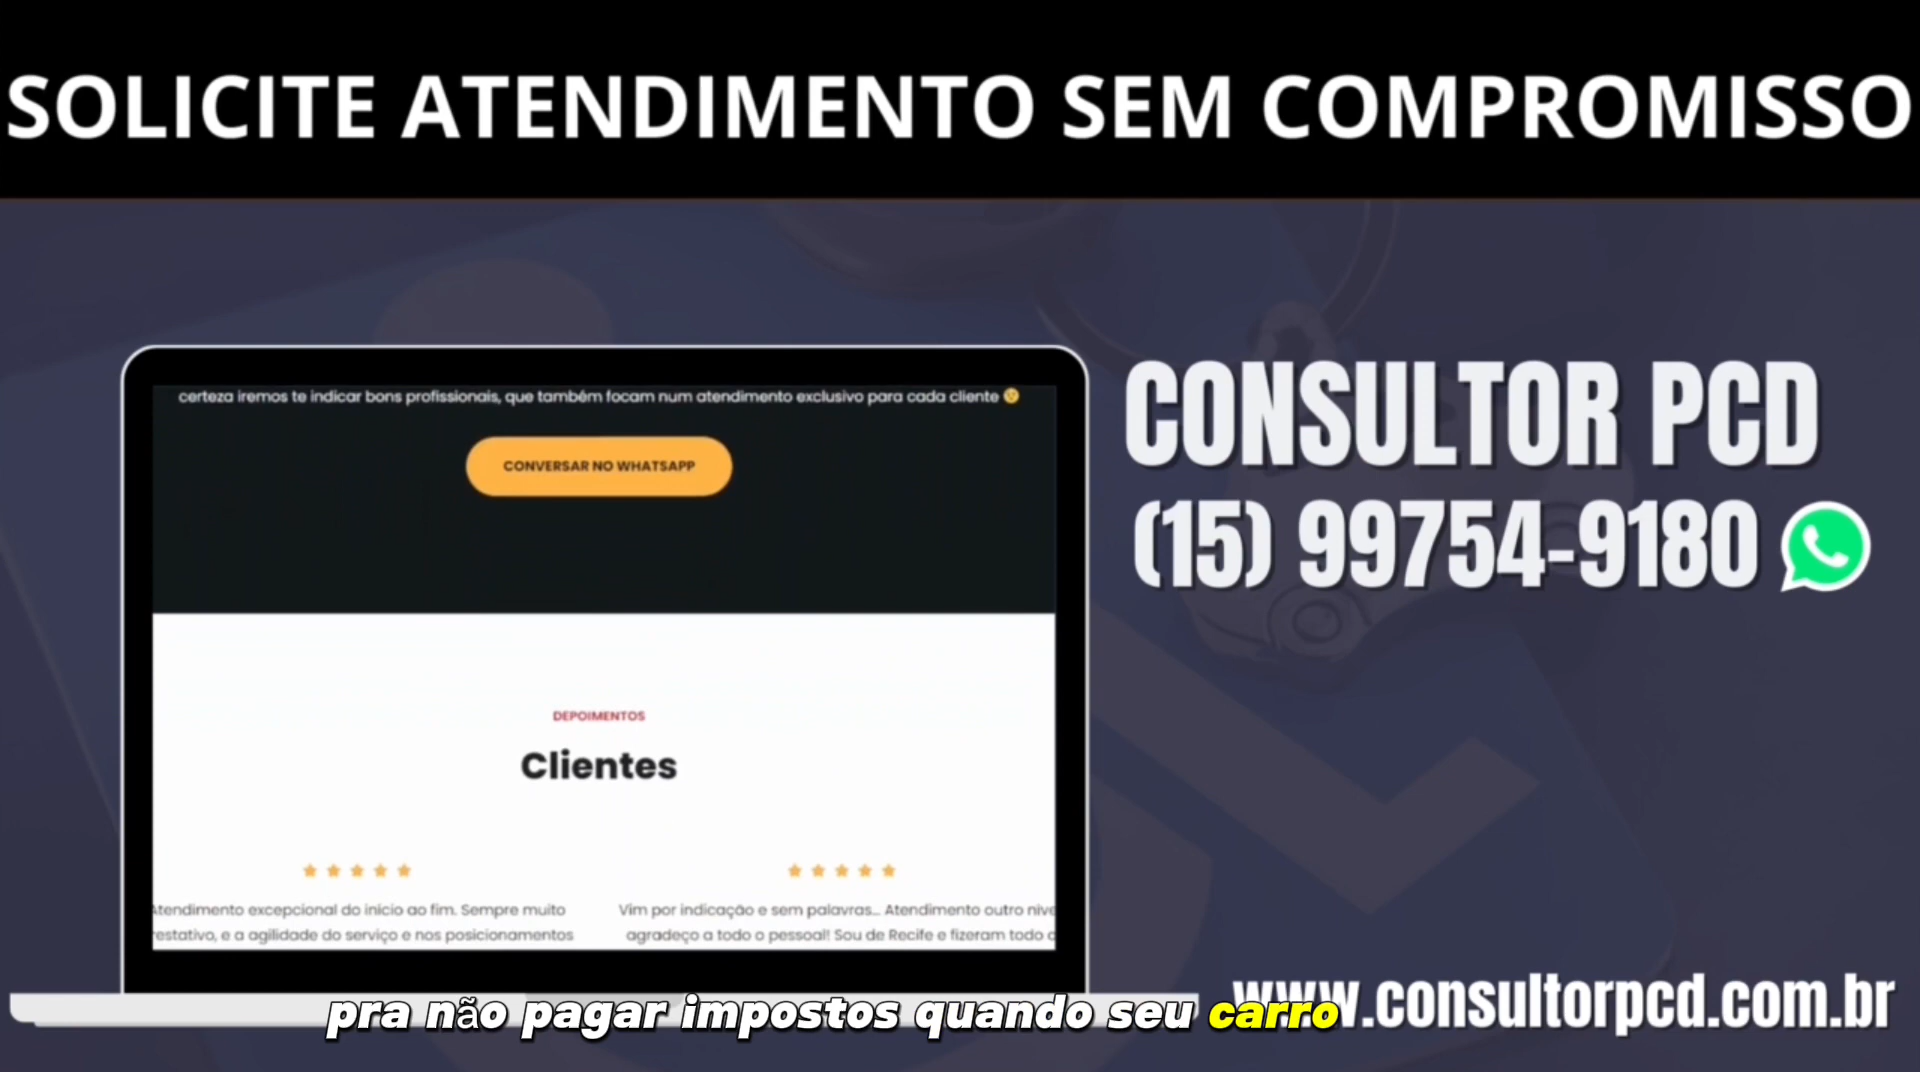 SOLICITE ATENDIMENTO SEM COMPROMISSO
certeza iremos te indicar bons profissionais, que também focam num atendimento exclusivo para cada cliente
CONVERSAR NO WHATSAPP
CONSULTOR PCD
(15) 99754-9180
DEPOIMENTOS
Clientes
Atendimento excepcional do inicio ao fim. Sempre muito
restativo, e a agilidade do serviço e nos posicionamentos
Vim por indicação e sem palavras... Atendimento outro nive
agradeço a todo o pessoal! Sou de Recife e fizeram todo
www.consultorpcd.com.br
pra não pagar impostos quando seu carro